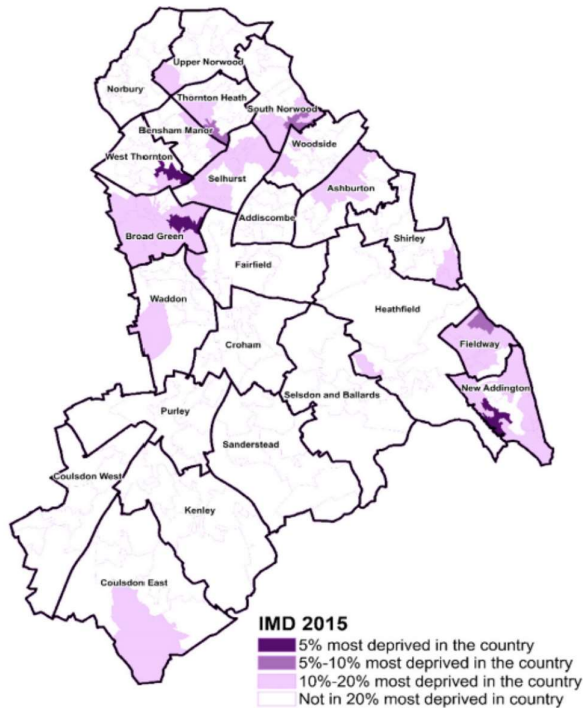 Upper Norwood
Norbury
Thornton Heath
South Norwood
Bensham Manor
Woodside
West Thornton
Selhurst
Ashburton
Addiscombe
Broad Green
Shirley
Fairfield
Waddon
Heathfield
Croham
Fieldway
New Addington
Selsdon and Ballards
Purley
Sanderstead
Coulsdon West
Kenley
Coulsdon East
IMD 2015
5% most deprived in the country
5%-10% most deprived in the country
10%-20% most deprived in the country
Not in 20% most deprived in country